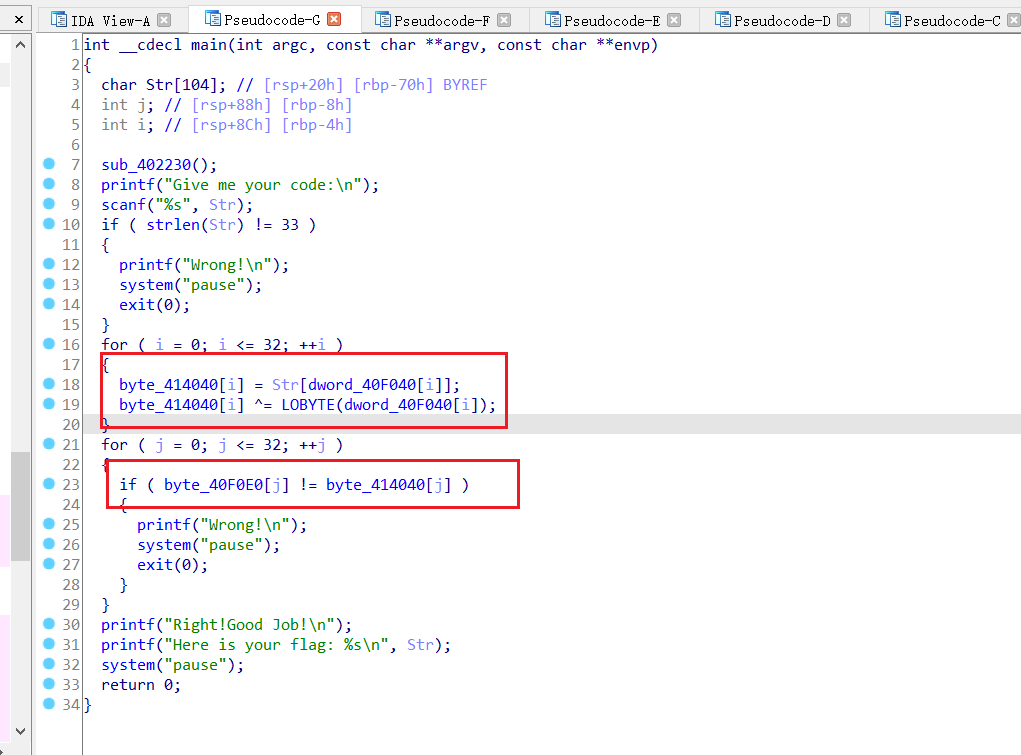 IDA View-A Pseudocode-G Pseudocode-F Pseudocode-E Pseudocode-D Pseudocode-C
1 int __cdecl main(int argc, const char **argv, const char **envp)
2 {
3 char Str[104]; // [rsp+20h] [rbp-70h] BYREF
4 int j; // [rsp+88h] [rbp-8h]
5 int i; // [rsp+8Ch] [rbp-4h]
6
7 sub_402230();
8 printf("Give me your code:\n");
9 scanf("%s", Str);
10 if ( strlen(Str) != 33 )
11 {
12 printf("Wrong!\n");
13 system("pause");
14 exit(0);
15 }
16 for ( i = 0; i <= 32; ++i )
17 {
18 byte_414040[i] = Str[dword_40F040[i]];
19 byte_414040[i] ^= LOBYTE(dword_40F040[i]);
20 }
21 for ( j = 0; j <= 32; ++j )
22 {
23 if ( byte_40F0E0[j] != byte_414040[j] )
24 {
25 printf("Wrong!\n");
26 system("pause");
27 exit(0);
28 }
29 }
30 printf("Right!Good Job!\n");
31 printf("Here is your flag: %s\n", Str);
32 system("pause");
33 return 0;
34 }